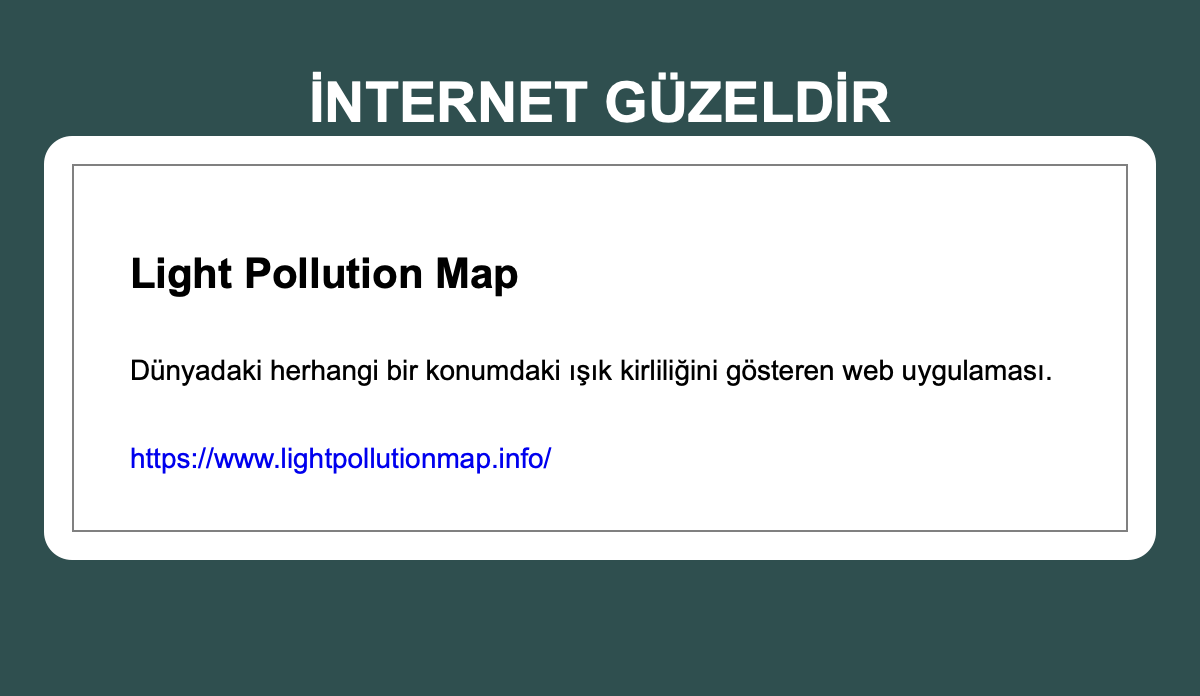 İNTERNET GÜZELDİR
Light Pollution Map
Dünyadaki herhangi bir konumdaki ışık kirliliğini gösteren web uygulaması.
https://www.lightpollutionmap.info/